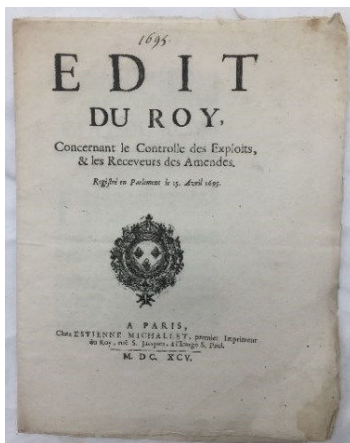 1695.
EDIT
DU ROY,
Concernant le Controlle des Exploits,
& les Receveurs des Amendes.
Registré en Parlement le 15. Avril 1695.
A PARIS,
Chez ESTIENNE MICHALLET, premier Imprimeur
du Roy, ruë S. Jacques, à l'Image S. Paul.
M. DC. XCV.